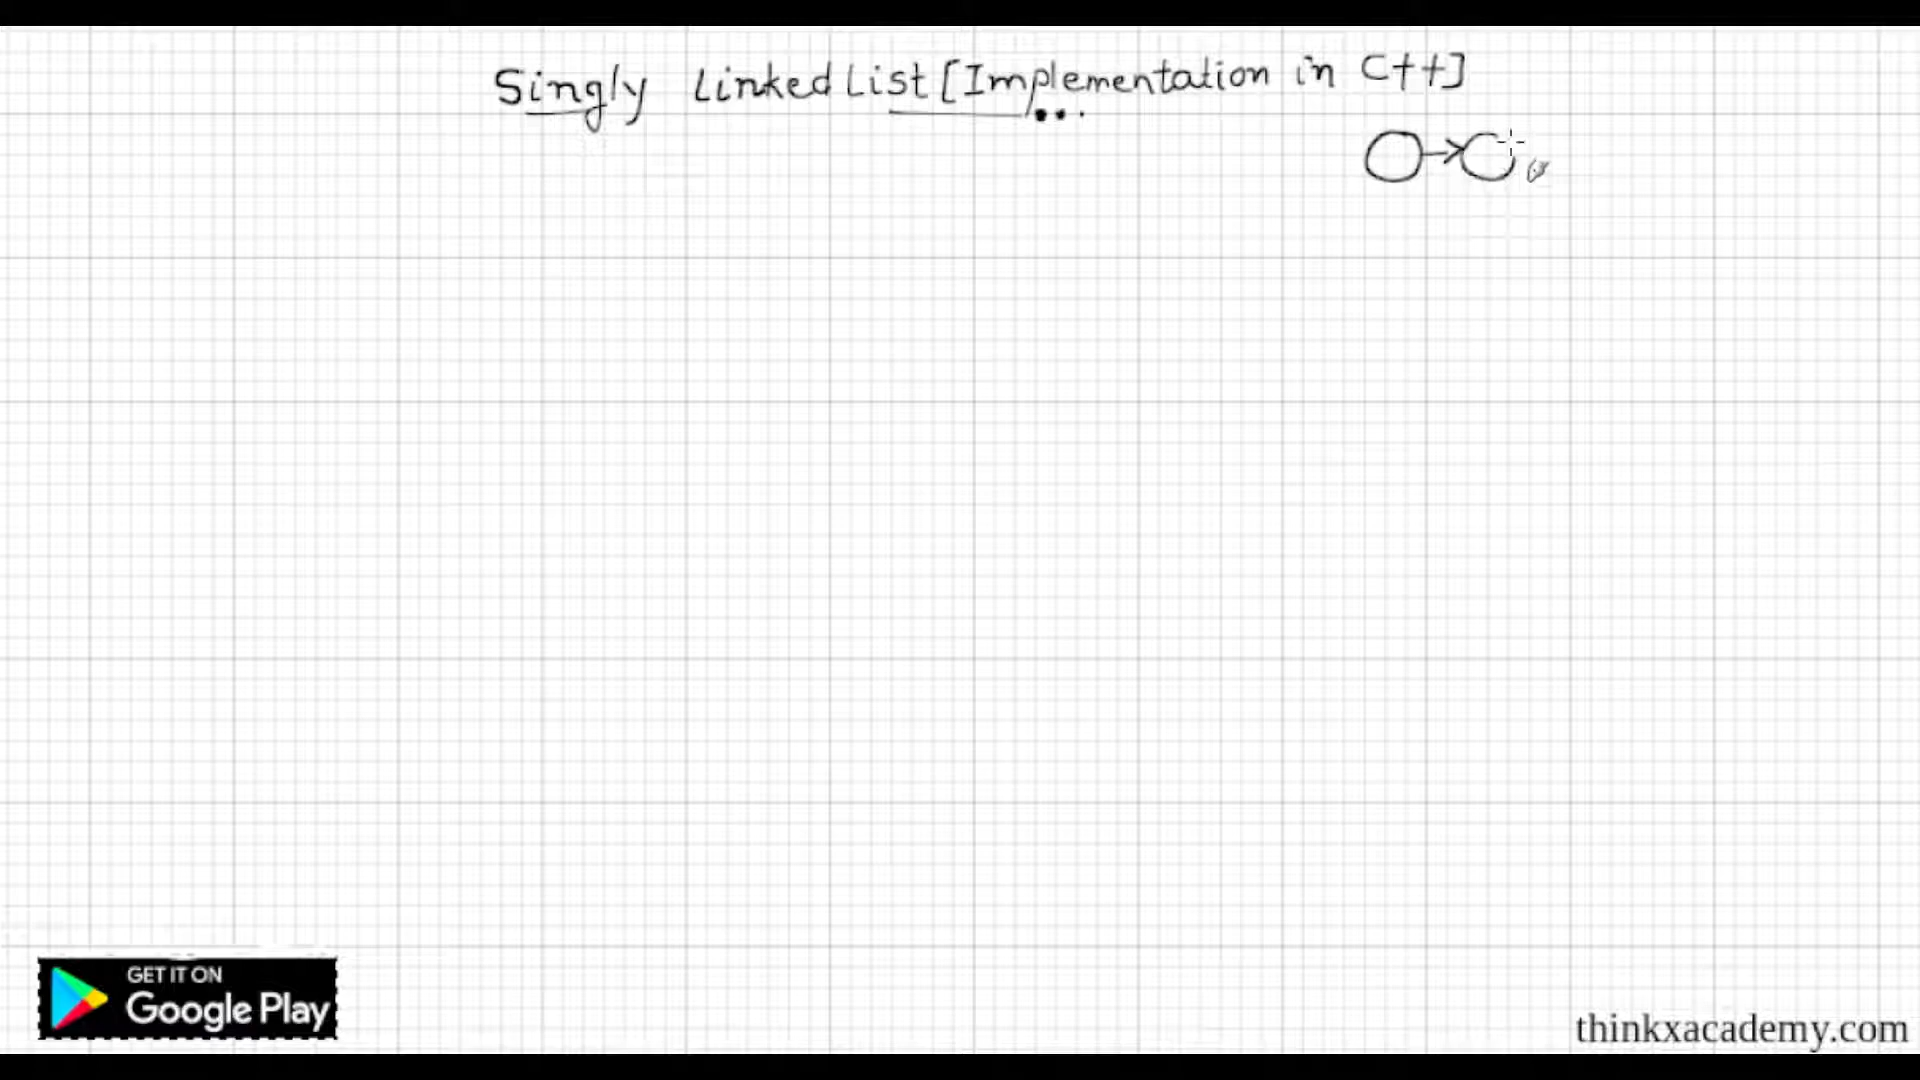 Singly Linked List [Implementation in C++]
GET IT ON
Google Play
thinkxacademy.com